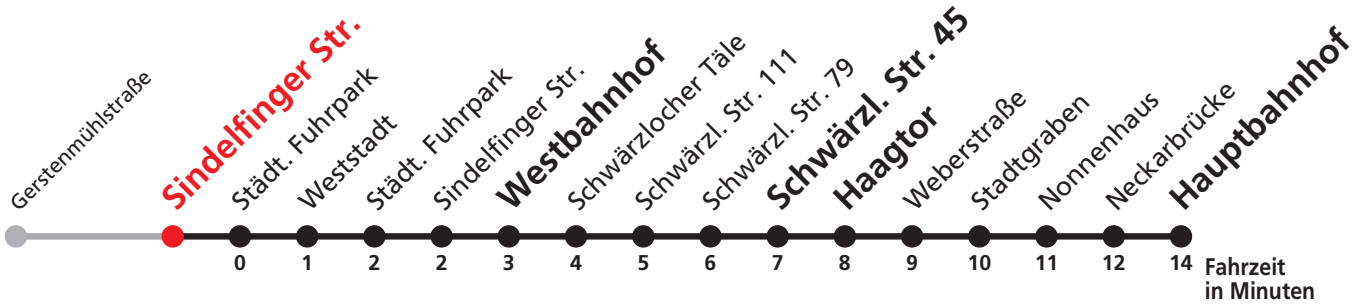 Gerstenmühlstraße
Sindelfinger Str.
Städt. Fuhrpark
Weststadt
Städt. Fuhrpark
Sindelfinger Str.
Westbahnhof
Schwärzlocher Täle
Schwärzl. Str. 111
Schwärzl. Str. 79
Schwärzl. Str. 45
Haagtor
Weberstraße
Stadtgraben
Nonnenhaus
Neckarbrücke
Hauptbahnhof
0 1 2 2 3 4 5 6 7 8 9 10 11 12 14 Fahrzeit
in Minuten